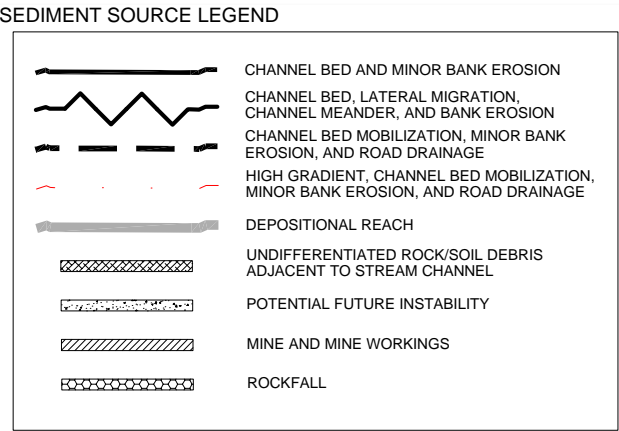 SEDIMENT SOURCE LEGEND
CHANNEL BED AND MINOR BANK EROSION
CHANNEL BED, LATERAL MIGRATION,
CHANNEL MEANDER, AND BANK EROSION
CHANNEL BED MOBILIZATION, MINOR BANK
EROSION, AND ROAD DRAINAGE
HIGH GRADIENT, CHANNEL BED MOBILIZATION,
MINOR BANK EROSION, AND ROAD DRAINAGE
DEPOSITIONAL REACH
UNDIFFERENTIATED ROCK/SOIL DEBRIS
ADJACENT TO STREAM CHANNEL
POTENTIAL FUTURE INSTABILITY
MINE AND MINE WORKINGS
ROCKFALL